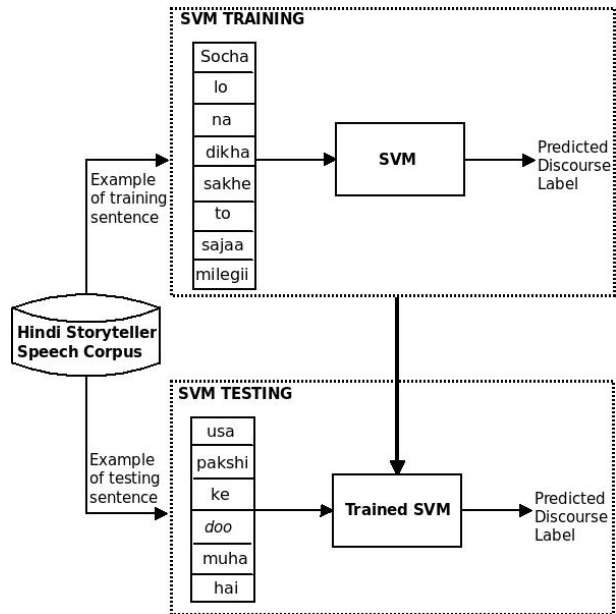 SVM TRAINING
Socha
lo
na
dikha
sakhe
to
sajaa
milegii
SVM
Predicted
Discourse
Label
Example
of training
sentence
Hindi Storyteller
Speech Corpus
Example
of testing
sentence
SVM TESTING
usa
pakshi
ke
doo
muha
hai
Trained SVM
Predicted
Discourse
Label